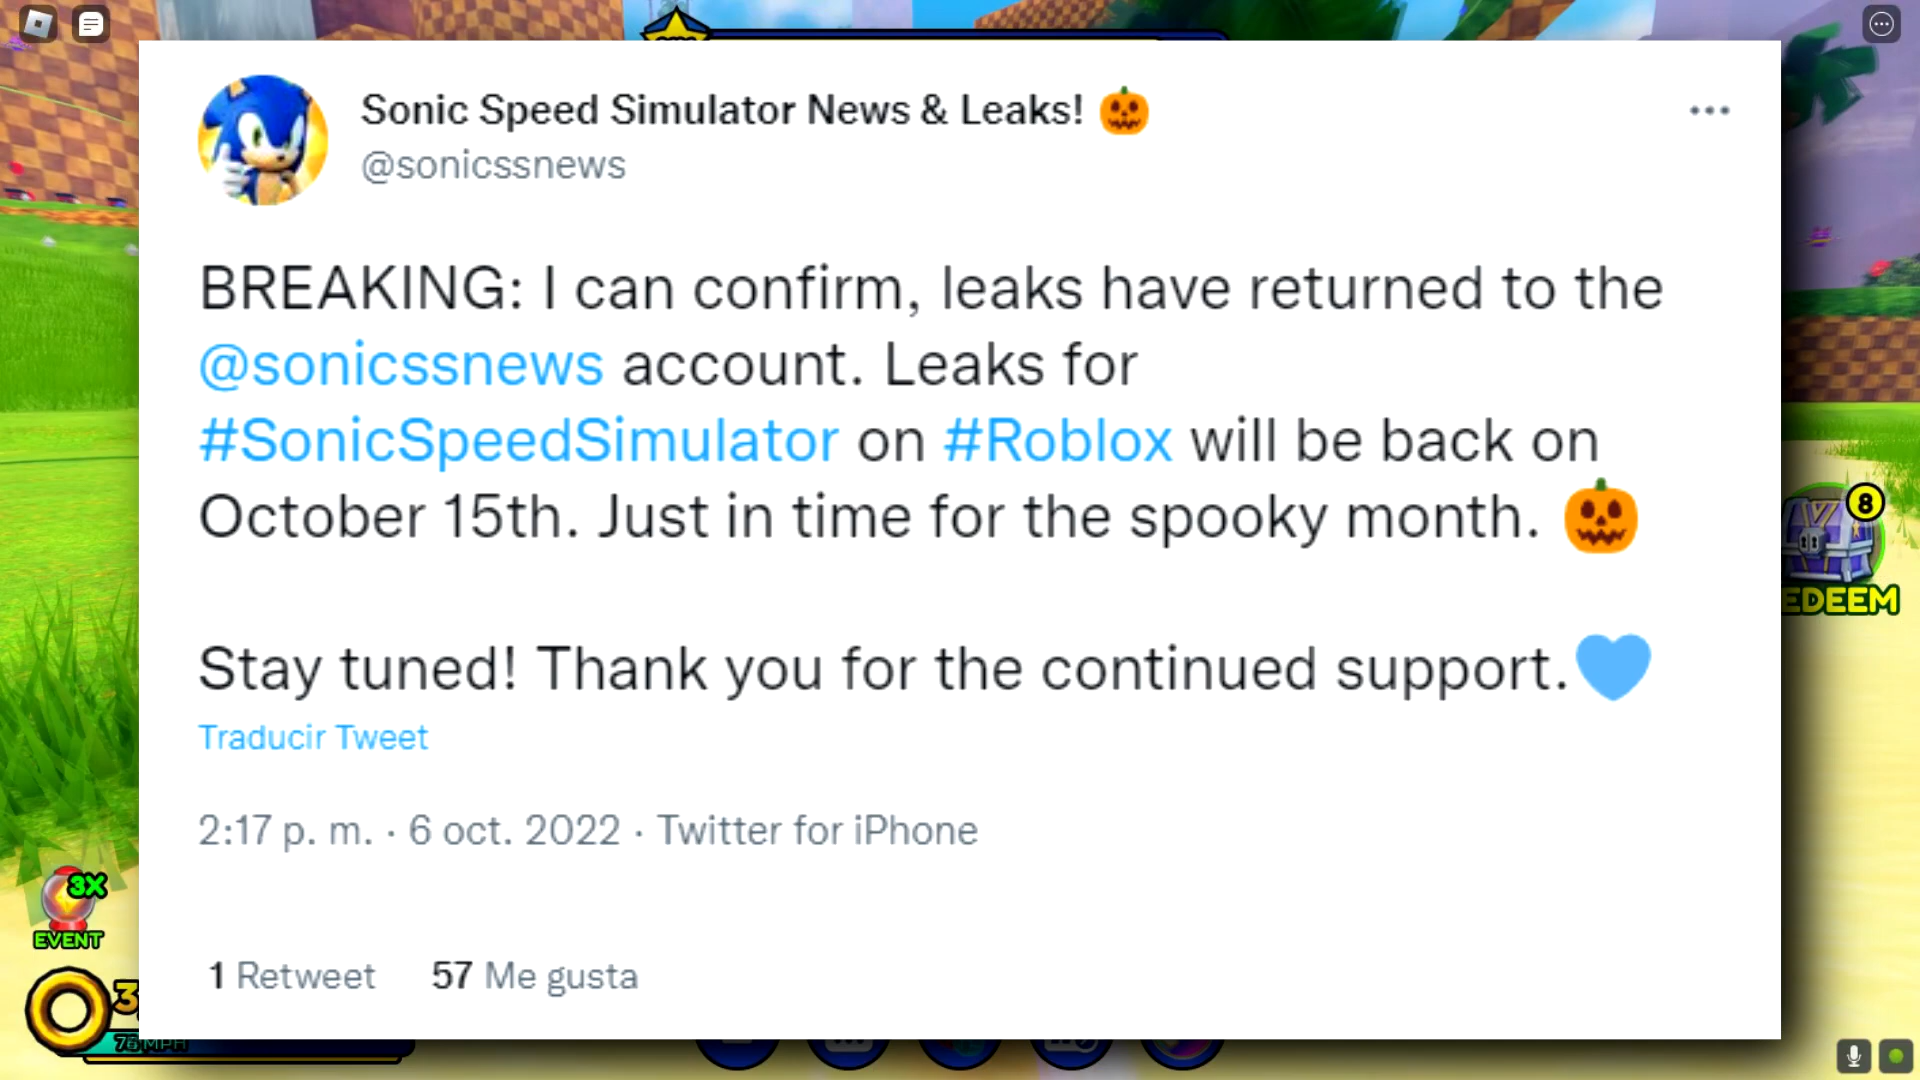 Sonic Speed Simulator News & Leaks! 🎃
@sonicssnews
BREAKING: I can confirm, leaks have returned to the
@sonicssnews account. Leaks for
#SonicSpeedSimulator on #Roblox will be back on
October 15th. Just in time for the spooky month. 🎃
Stay tuned! Thank you for the continued support.💙
Traducir Tweet
2:17 p. m. · 6 oct. 2022 · Twitter for iPhone
1 Retweet 57 Me gusta
8
EDEEM
3X
EVENT
3